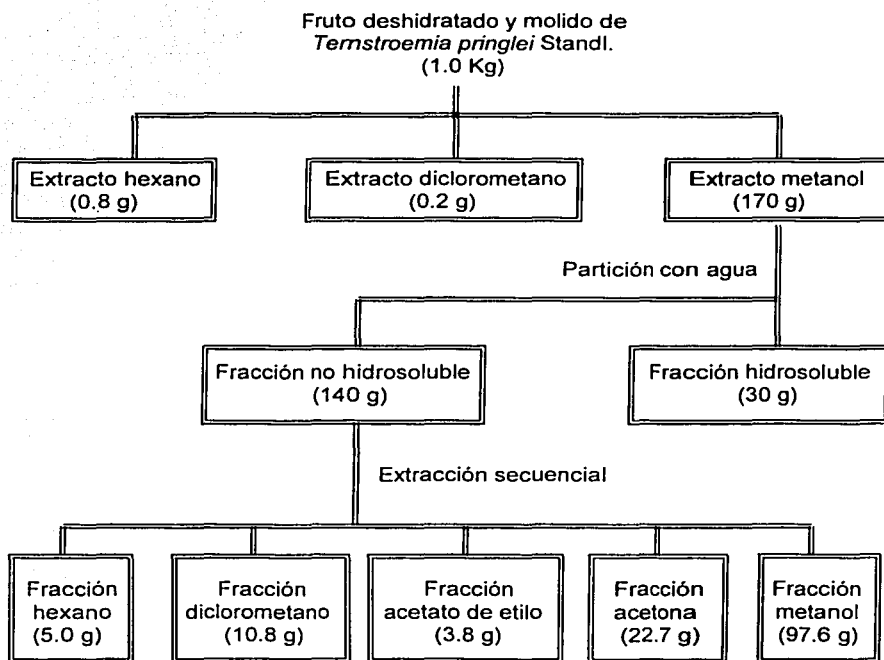 Fruto deshidratado y molido de
Ternstroemia pringlei Standl.
(1.0 Kg)
Extracto hexano
(0.8 g)
Extracto diclorometano
(0.2 g)
Extracto metanol
(170 g)
Partición con agua
Fracción no hidrosoluble
(140 g)
Fracción hidrosoluble
(30 g)
Extracción secuencial
Fracción
hexano
(5.0 g)
Fracción
diclorometano
(10.8 g)
Fracción
acetato de etilo
(3.8 g)
Fracción
acetona
(22.7 g)
Fracción
metanol
(97.6 g)